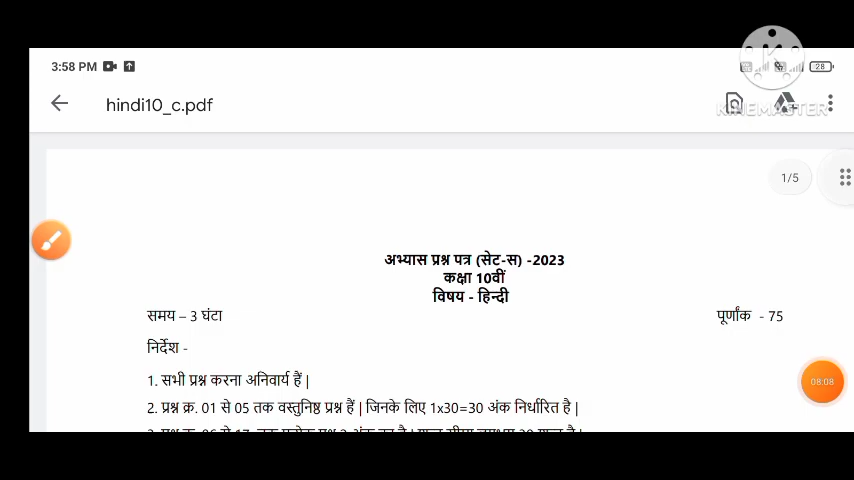 3:58 PM
28
hindi10_c.pdf
KINEMASTER
1/5
अभ्यास प्रश्न पत्र (सेट-स) -2023
कक्षा 10वीं
विषय - हिन्दी
समय – 3 घंटा
पूर्णांक - 75
निर्देश -
1. सभी प्रश्न करना अनिवार्य हैं |
08:08
2. प्रश्न क्र. 01 से 05 तक वस्तुनिष्ठ प्रश्न हैं | जिनके लिए 1x30=30 अंक निर्धारित है |